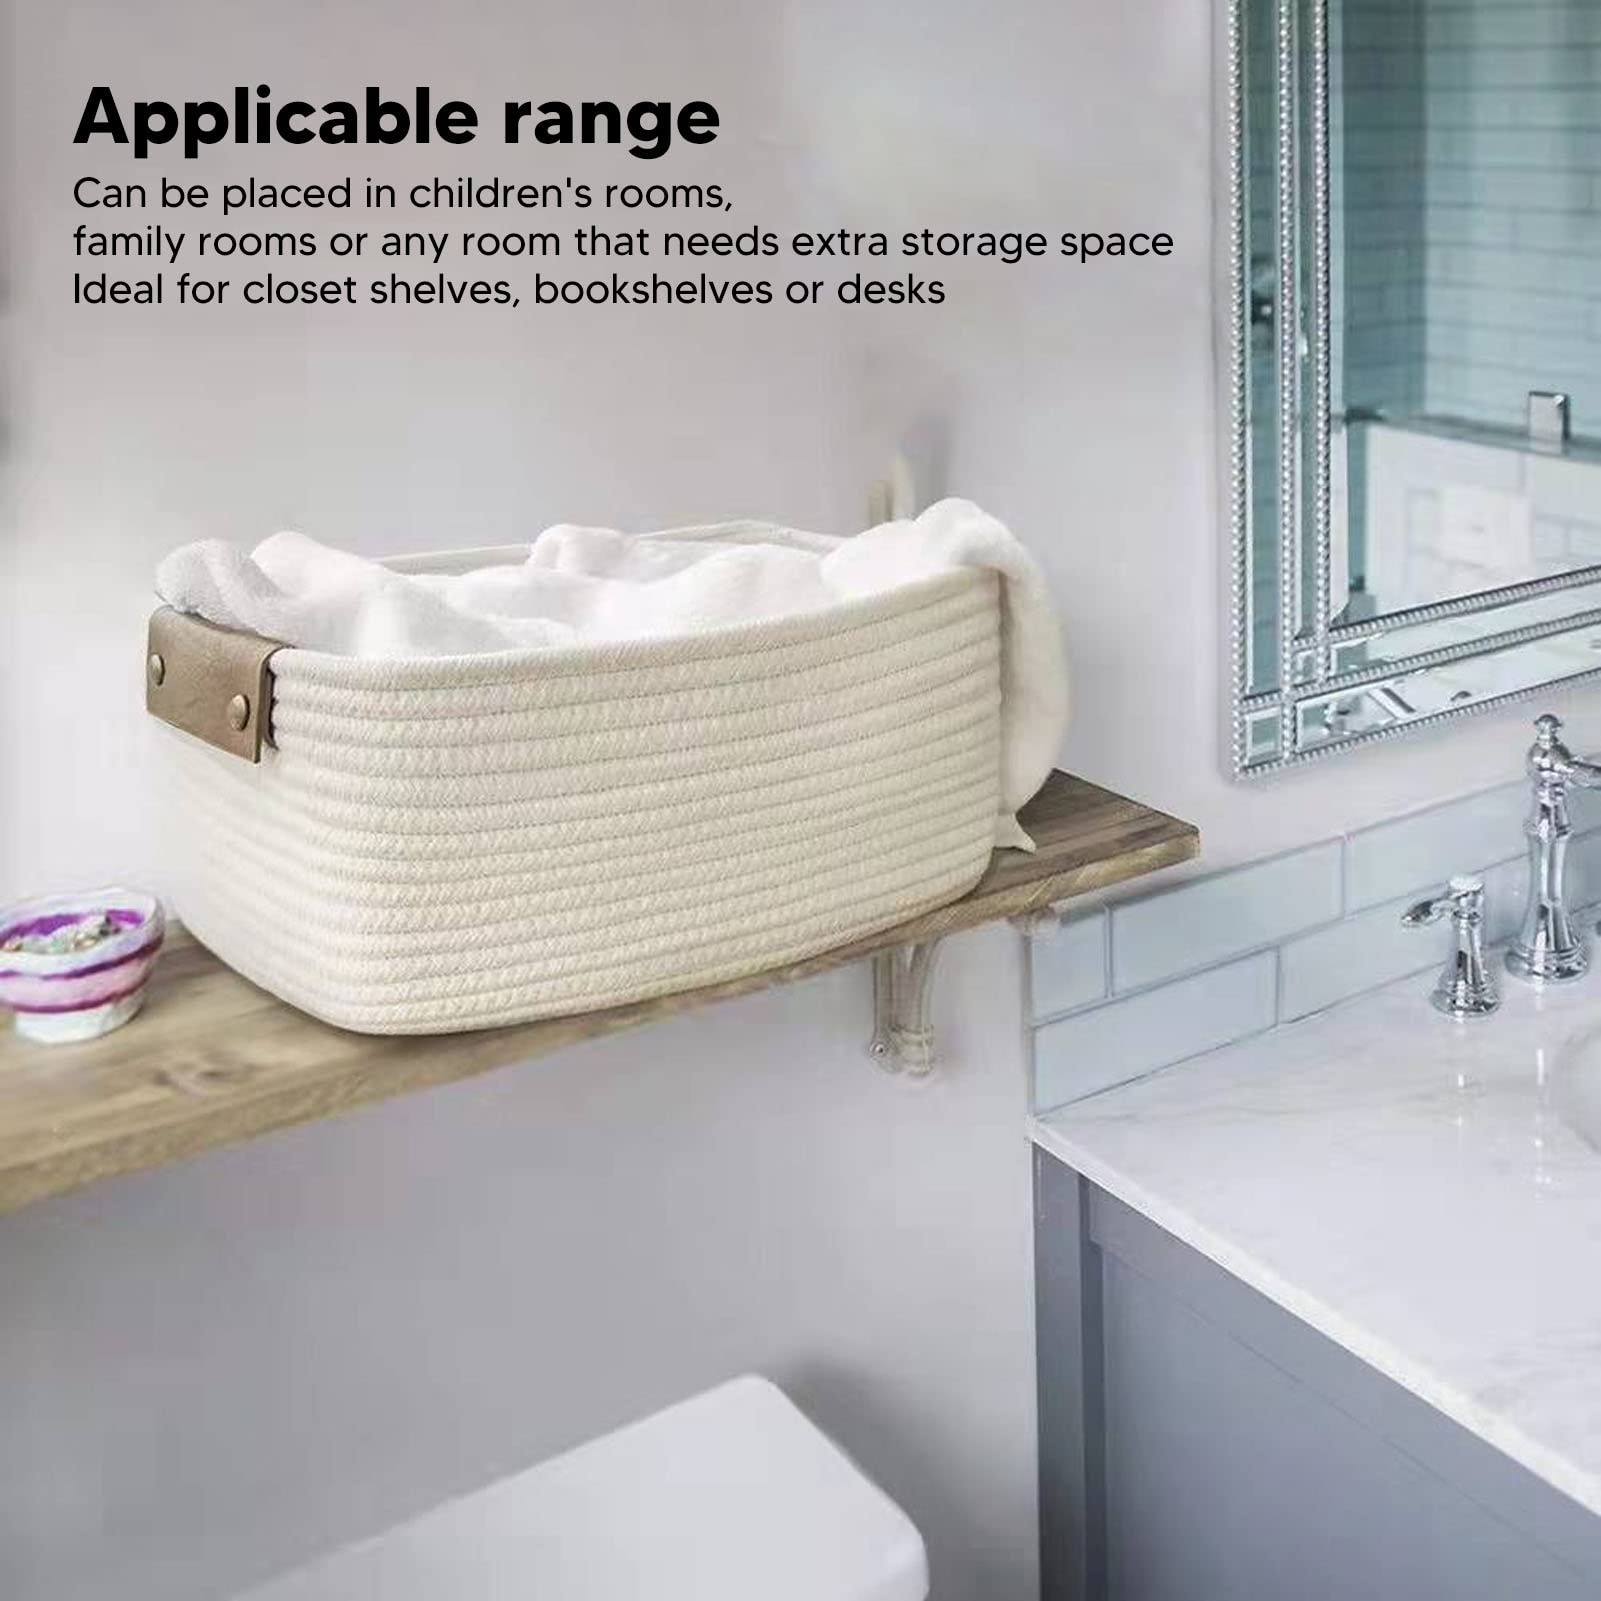 Applicable range
Can be placed in children's rooms,
family rooms or any room that needs extra storage space
Ideal for closet shelves, bookshelves or desks